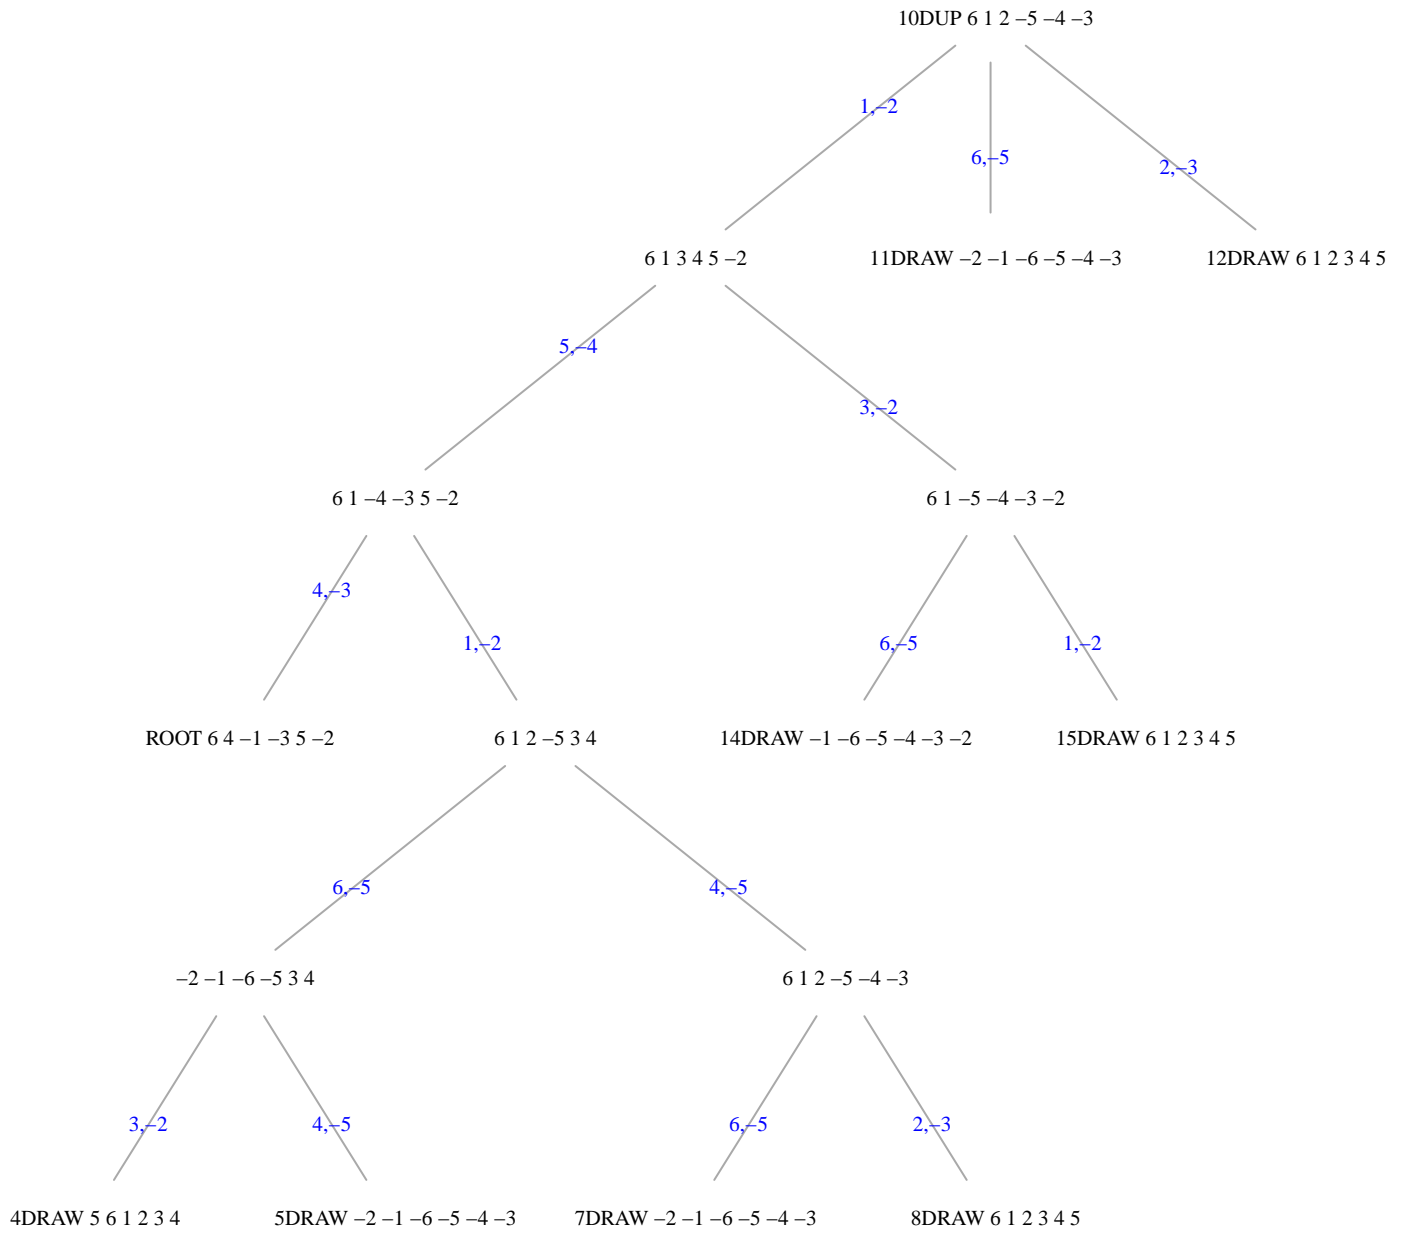 10DUP 6 1 2 –5 –4 –3
1,–2
6,–5
2,–3
6 1 3 4 5 –2
11DRAW –2 –1 –6 –5 –4 –3
12DRAW 6 1 2 3 4 5
5,–4
3,–2
6 1 –4 –3 5 –2
6 1 –5 –4 –3 –2
4,–3
1,–2
6,–5
1,–2
ROOT 6 4 –1 –3 5 –2
6 1 2 –5 3 4
14DRAW –1 –6 –5 –4 –3 –2
15DRAW 6 1 2 3 4 5
6,–5
4,–5
–2 –1 –6 –5 3 4
6 1 2 –5 –4 –3
3,–2
4,–5
6,–5
2,–3
4DRAW 5 6 1 2 3 4
5DRAW –2 –1 –6 –5 –4 –3
7DRAW –2 –1 –6 –5 –4 –3
8DRAW 6 1 2 3 4 5